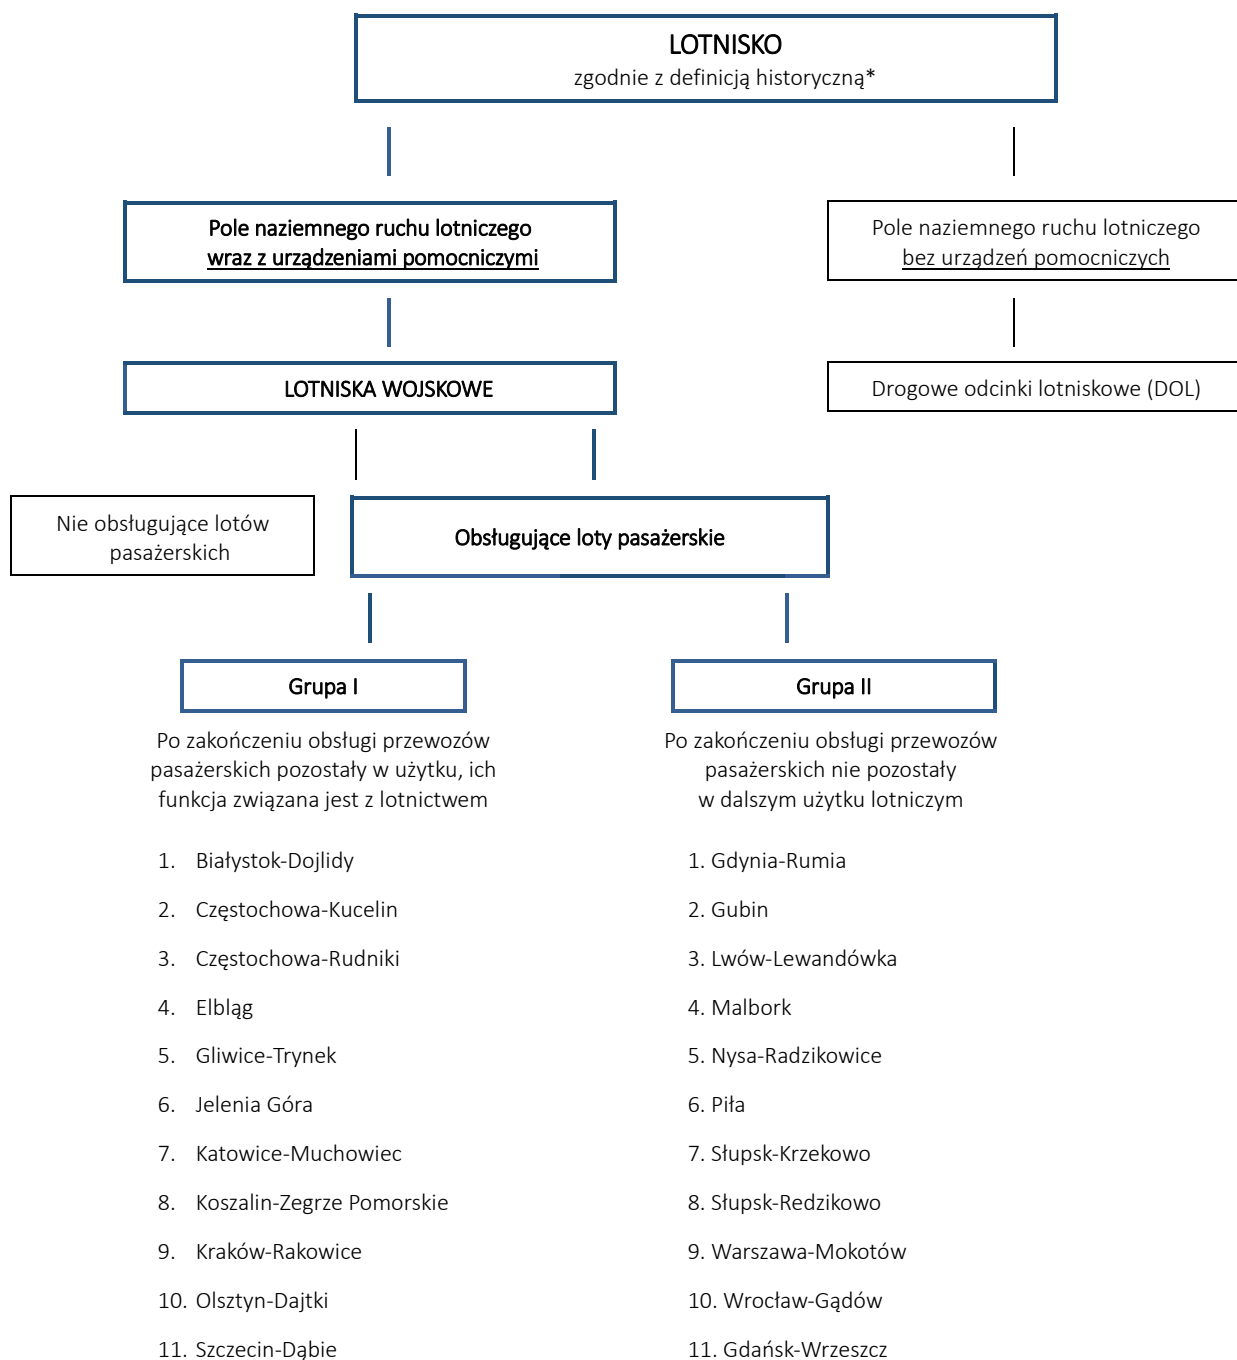 LOTNISKO
zgodnie z definicją historyczną*
Pole naziemnego ruchu lotniczego
wraz z urządzeniami pomocniczymi
Pole naziemnego ruchu lotniczego
bez urządzeń pomocniczych
LOTNISKA WOJSKOWE
Drogowe odcinki lotniskowe (DOL)
Nie obsługujące lotów
pasażerskich
Obsługujące loty pasażerskie
Grupa I
Po zakończeniu obsługi przewozów
pasażerskich pozostały w użytku, ich
funkcja związana jest z lotnictwem
1. Białystok-Dojlidy
2. Częstochowa-Kucelin
3. Częstochowa-Rudniki
4. Elbląg
5. Gliwice-Trynek
6. Jelenia Góra
7. Katowice-Muchowiec
8. Koszalin-Zegrze Pomorskie
9. Kraków-Rakowice
10. Olsztyn-Dajtki
11. Szczecin-Dąbie
Grupa II
Po zakończeniu obsługi przewozów
pasażerskich nie pozostały
w dalszym użytku lotniczym
1. Gdynia-Rumia
2. Gubin
3. Lwów-Lewandówka
4. Malbork
5. Nysa-Radzikowice
6. Piła
7. Słupsk-Krzekowo
8. Słupsk-Redzikowo
9. Warszawa-Mokotów
10. Wrocław-Gądów
11. Gdańsk-Wrzeszcz